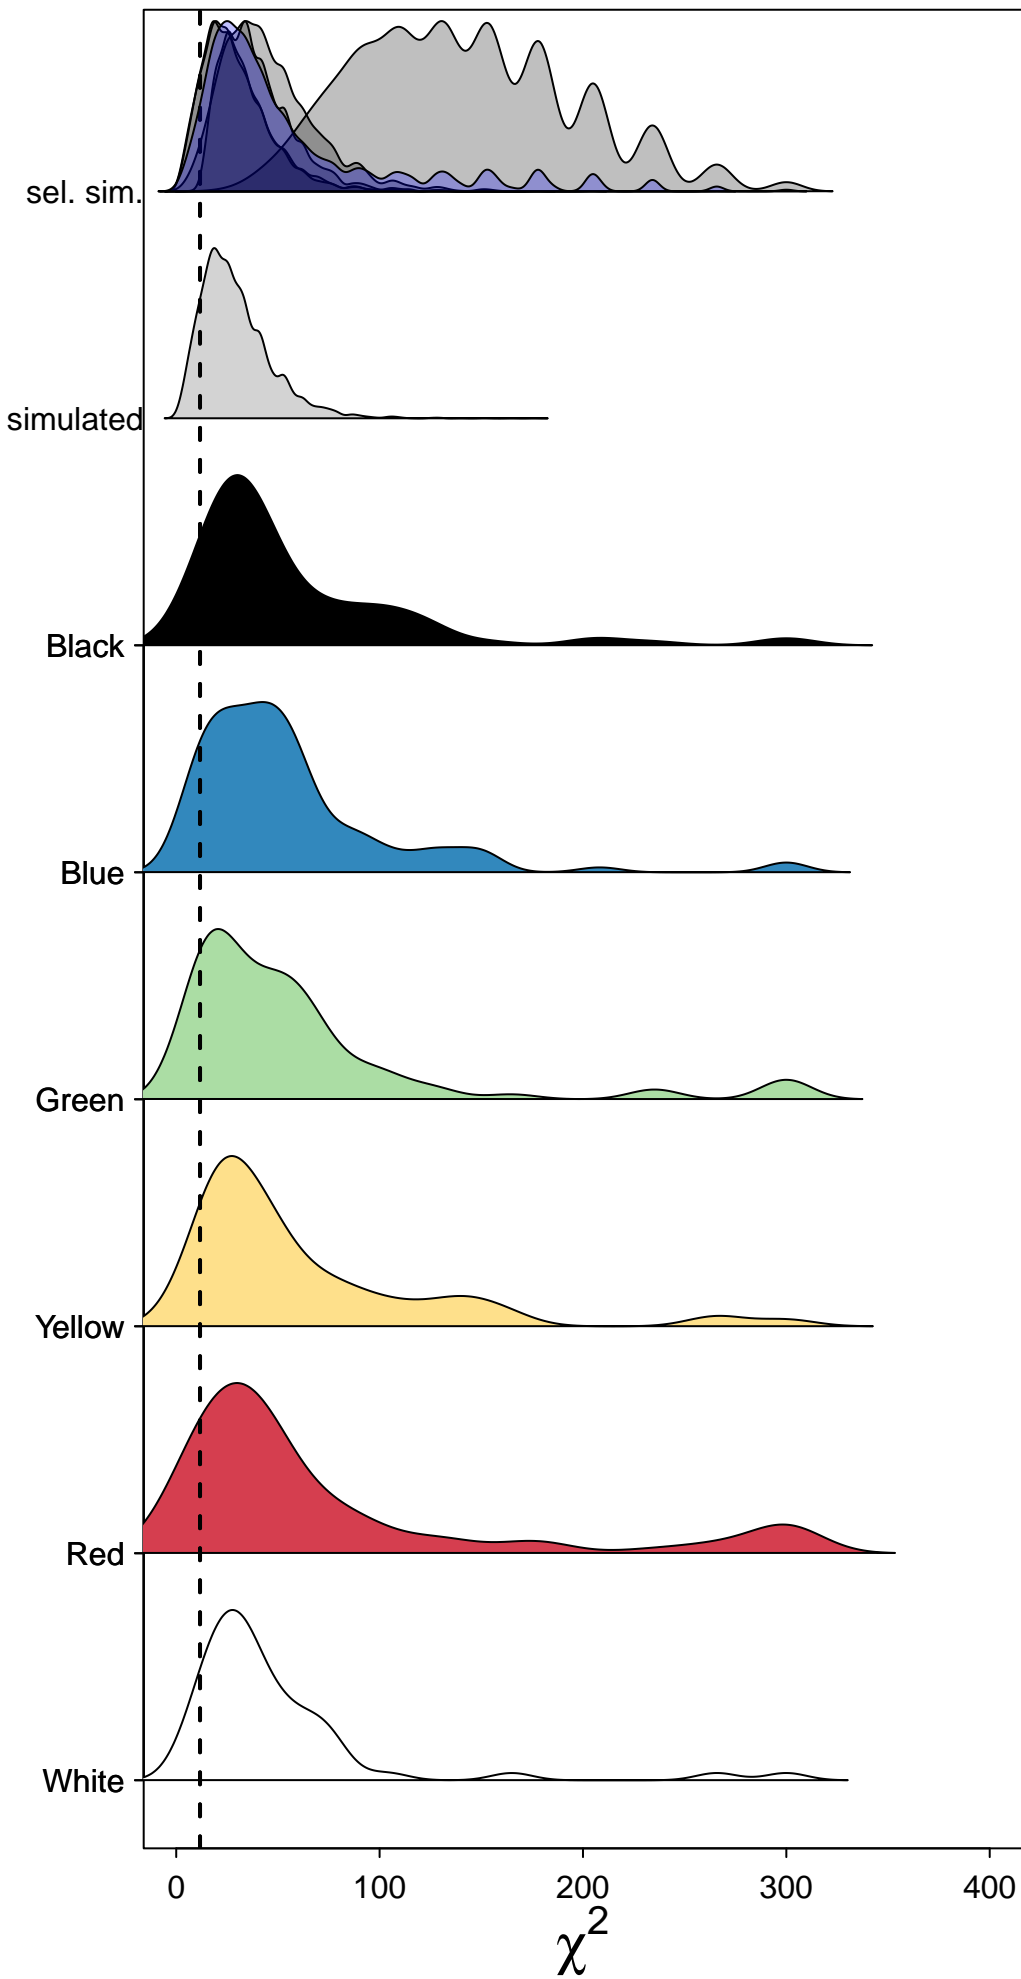 sel. sim.
simulated
Black
Blue
Green
Yellow
Red
White
0 100 200 300 400
χ²